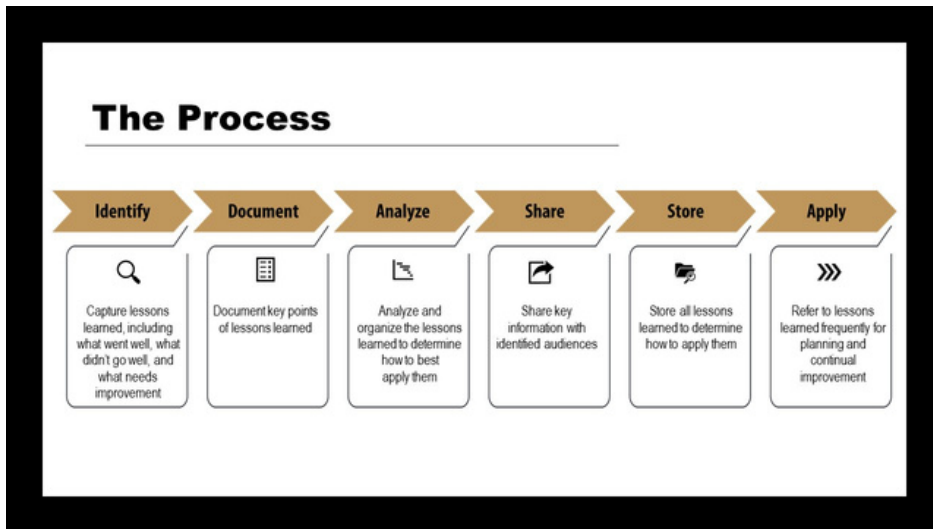 The Process
Identify
Document
Analyze
Share
Store
Apply
Capture lessons
learned, including
what went well, what
didn't go well, and
what needs
improvement
Document key points
of lessons learned
Analyze and
organize the lessons
learned to determine
how to best
apply them
Share key
information with
identified audiences
Store all lessons
learned to determine
how to apply them
Refer to lessons
learned frequently for
planning and
continual
improvement